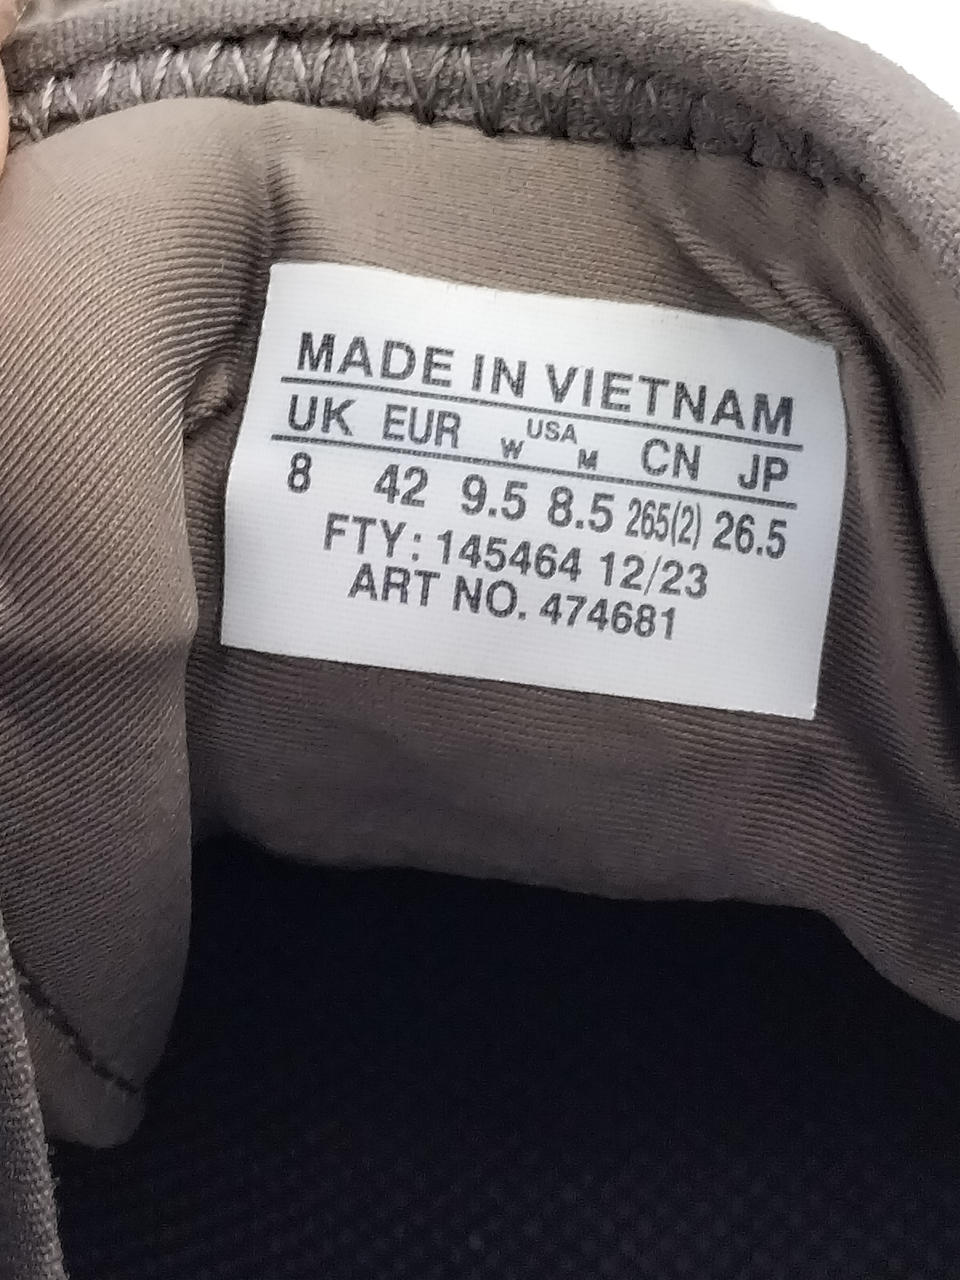 MADE IN VIETNAM
UK EUR USA W M CN JP
8 42 9.5 8.5 265(2) 26.5
FTY: 145464 12/23
ART NO. 474681